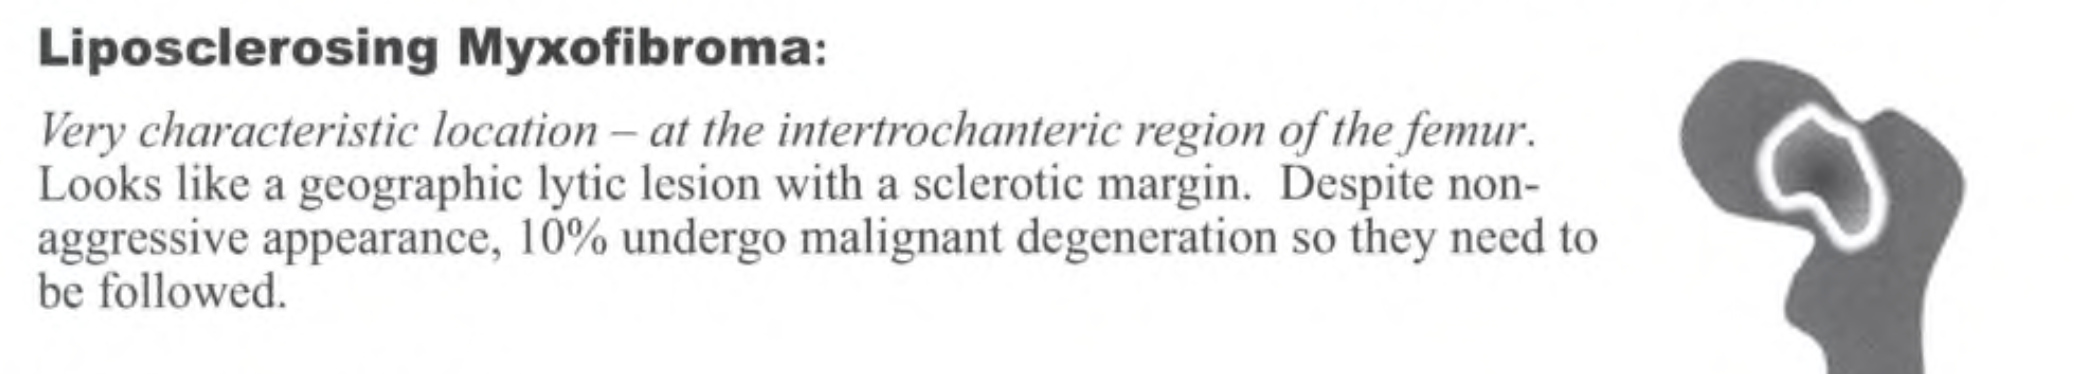 Liposclerosing Myxofibroma:
Very characteristic location – at the intertrochanteric region of the femur.
Looks like a geographic lytic lesion with a sclerotic margin. Despite non-
aggressive appearance, 10% undergo malignant degeneration so they need to
be followed.